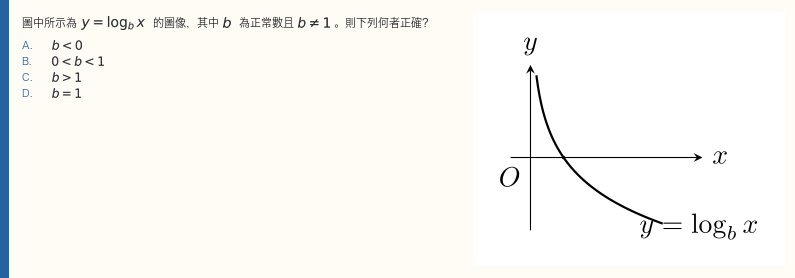 圖中所示為 y = log_b x 的圖像，其中 b 為正常數且 b ≠ 1 。則下列何者正確？
A. b < 0
B. 0 < b < 1
C. b > 1
D. b = 1
y
x
O
y = log_b x